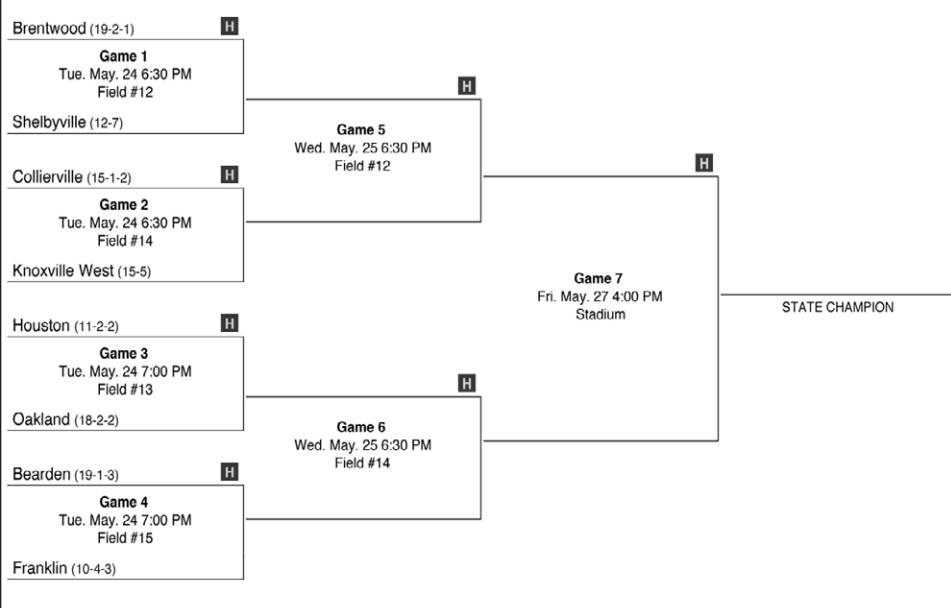 Brentwood (19-2-1) H
Game 1
Tue. May. 24 6:30 PM
Field #12
Shelbyville (12-7)
Collierville (15-1-2) H
Game 2
Tue. May. 24 6:30 PM
Field #14
Knoxville West (15-5)
Houston (11-2-2) H
Game 3
Tue. May. 24 7:00 PM
Field #13
Oakland (18-2-2)
Bearden (19-1-3) H
Game 4
Tue. May. 24 7:00 PM
Field #15
Franklin (10-4-3)
H
Game 5
Wed. May. 25 6:30 PM
Field #12
H
Game 6
Wed. May. 25 6:30 PM
Field #14
H
Game 7
Fri. May. 27 4:00 PM
Stadium
STATE CHAMPION